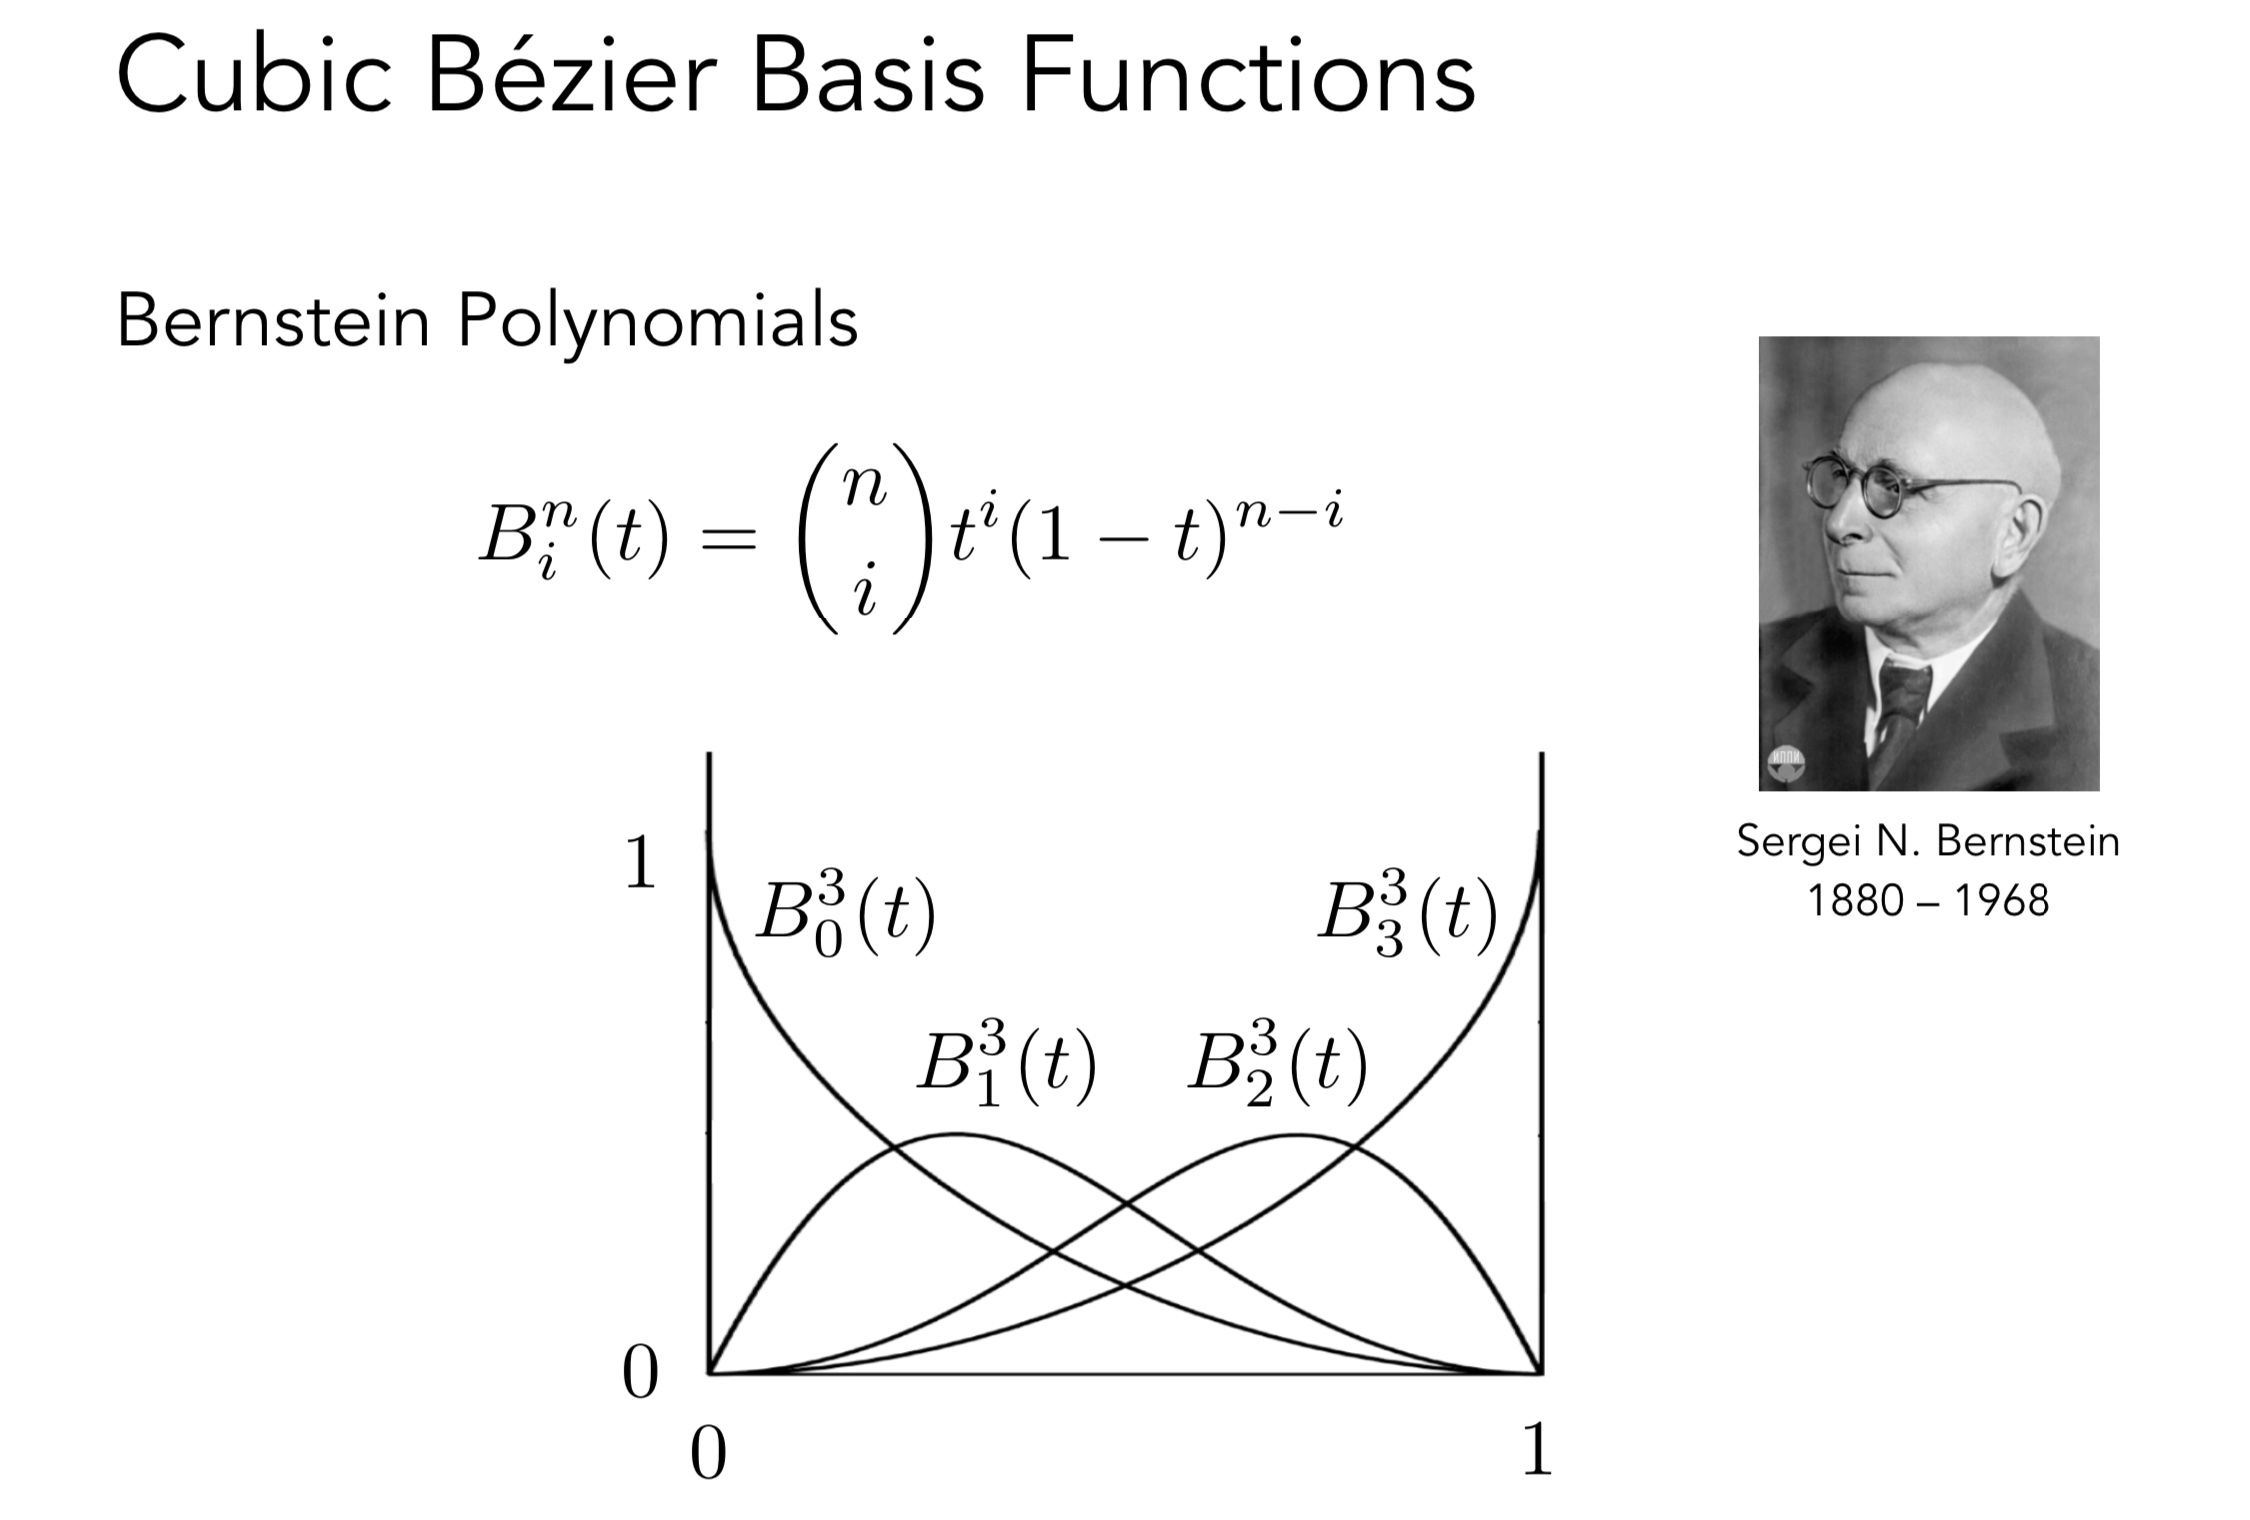 Cubic Bézier Basis Functions
Bernstein Polynomials
$B_i^n(t) = \binom{n}{i} t^i (1 - t)^{n-i}$
ИППИ
Sergei N. Bernstein
1880 – 1968
1
$B_0^3(t)$
$B_3^3(t)$
$B_1^3(t)$
$B_2^3(t)$
0
0
1